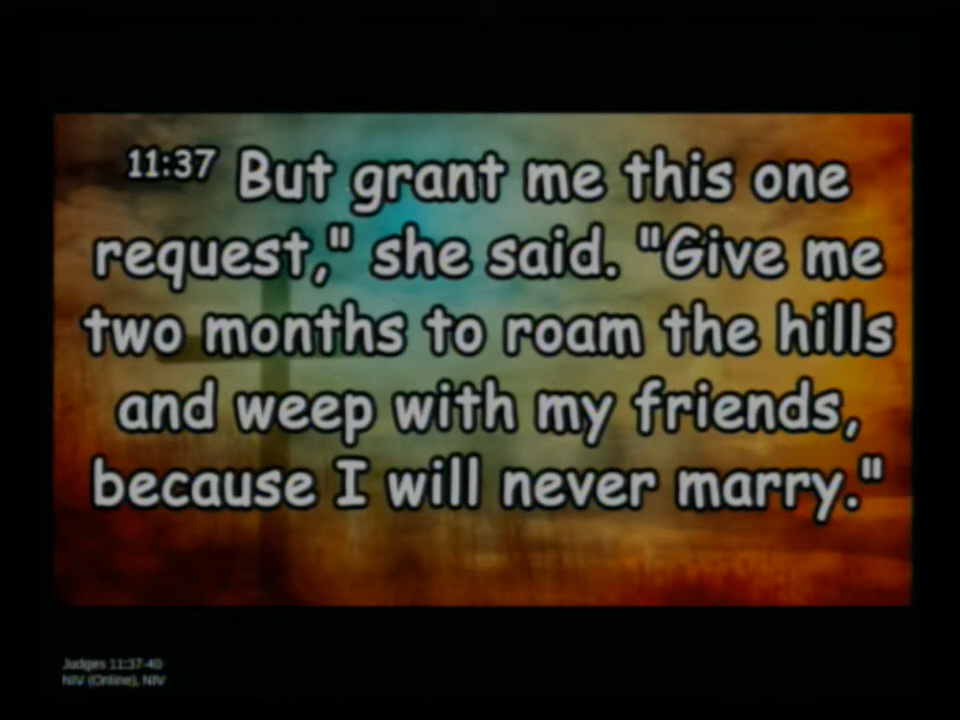 11:37 But grant me this one
request," she said. "Give me
two months to roam the hills
and weep with my friends,
because I will never marry."
Judges 11:37-40
NIV (Online), NIV